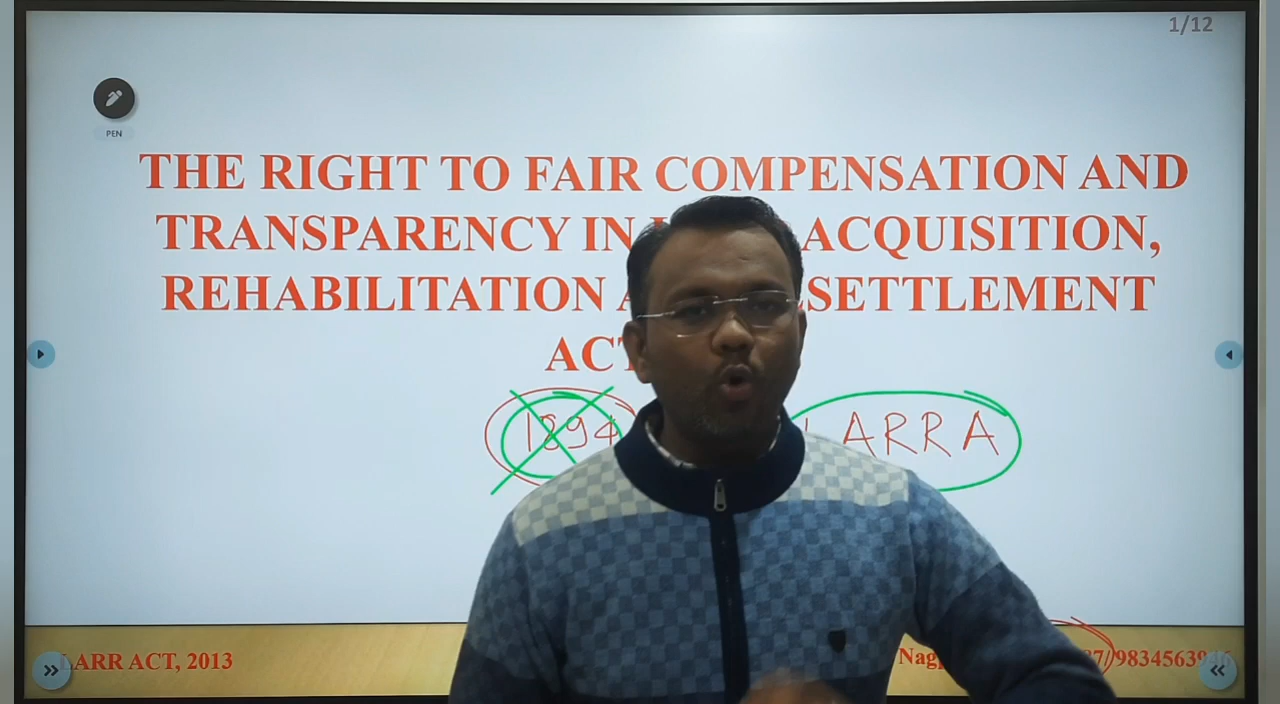 1/12
PEN
THE RIGHT TO FAIR COMPENSATION AND
TRANSPARENCY IN ACQUISITION,
REHABILITATION
ACT
1894 LARRA
LARR ACT, 2013